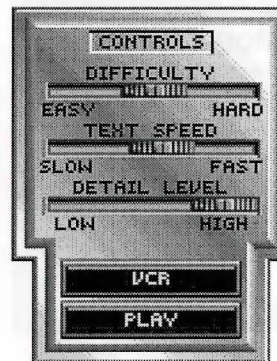 CONTROLS
DIFFICULTY
EASY HARD
TEXT SPEED
SLOW FAST
DETAIL LEVEL
LOW HIGH
VCR
PLAY